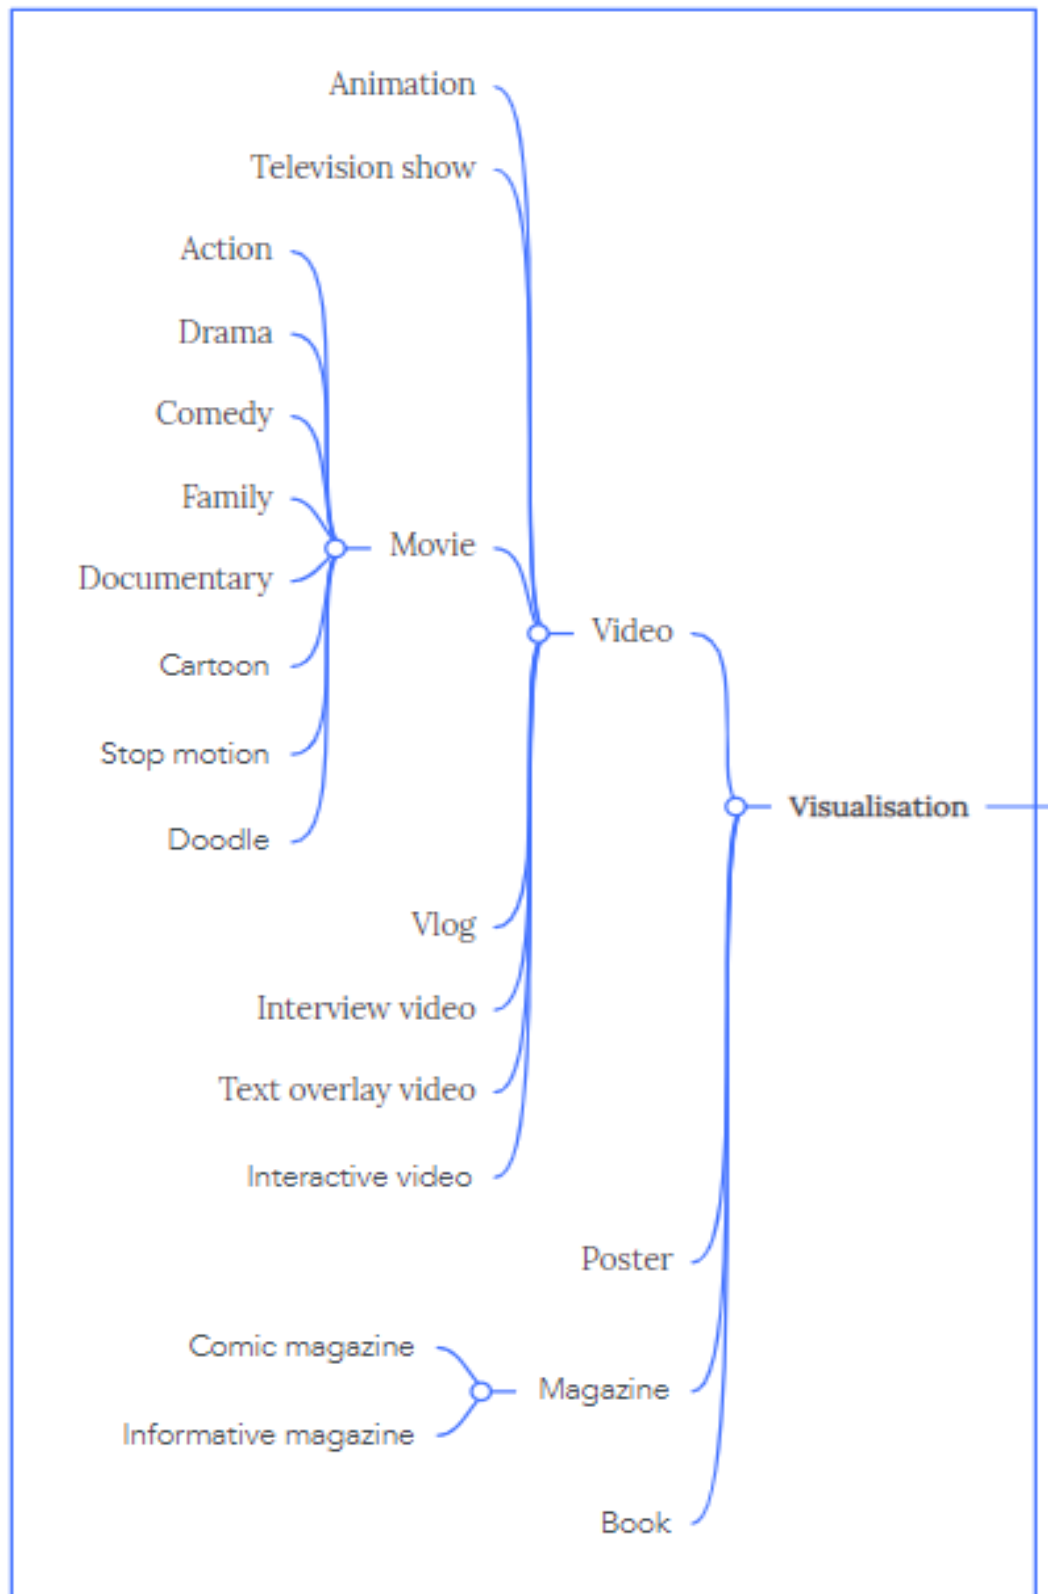 Animation
Television show
Action
Drama
Comedy
Family
Movie
Documentary
Video
Cartoon
Stop motion
Visualisation
Doodle
Vlog
Interview video
Text overlay video
Interactive video
Poster
Comic magazine
Magazine
Informative magazine
Book